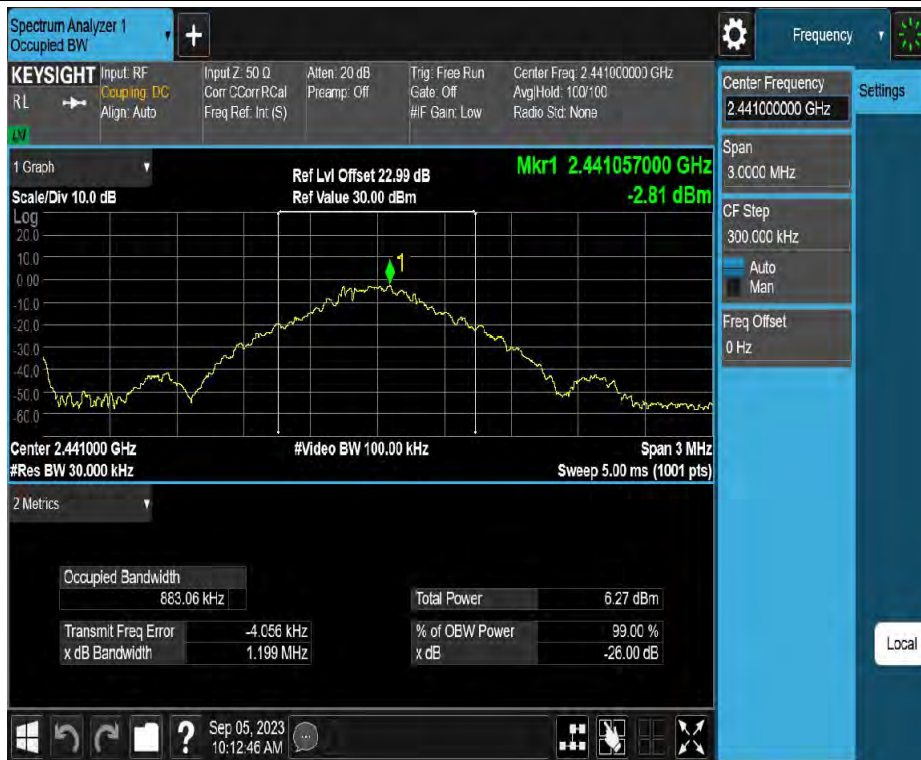 Spectrum Analyzer 1
Occupied BW
+
Frequency
KEYSIGHT
RL
Input: RF
Coupling: DC
Align: Auto
Input Z: 50 Ω
Corr CCorr RCal
Freq Ref: Int (S)
Atten: 20 dB
Preamp: Off
Trig: Free Run
Gate: Off
#IF Gain: Low
Center Freq: 2.441000000 GHz
Avg|Hold: 100/100
Radio Std: None
Center Frequency
2.441000000 GHz
Settings
Span
3.0000 MHz
CF Step
300.000 kHz
Auto
Man
Freq Offset
0 Hz
Local
1 Graph
Scale/Div 10.0 dB
Ref Lvl Offset 22.99 dB
Ref Value 30.00 dBm
Mkr1 2.441057000 GHz
-2.81 dBm
Log
20.0
10.0
0.00
-10.0
-20.0
-30.0
-40.0
-50.0
-60.0
1
Center 2.441000 GHz
#Video BW 100.00 kHz
Span 3 MHz
#Res BW 30.000 kHz
Sweep 5.00 ms (1001 pts)
2 Metrics
Occupied Bandwidth
883.06 kHz
Total Power 6.27 dBm
Transmit Freq Error -4.056 kHz
% of OBW Power 99.00 %
x dB Bandwidth 1.199 MHz
x dB -26.00 dB
?
Sep 05, 2023
10:12:46 AM